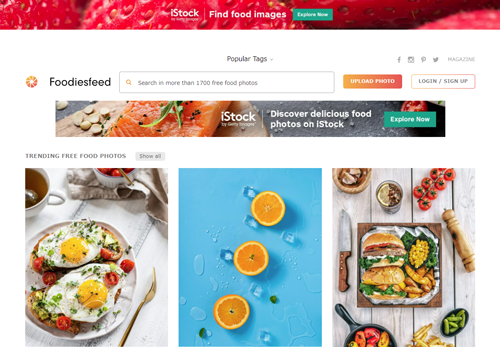 iStock
by Getty Images
Find food images
Explore Now
Popular Tags
MAGAZINE
Foodiesfeed
Search in more than 1700 free food photos
UPLOAD PHOTO
LOGIN / SIGN UP
iStock
by Getty Images
Discover delicious food
photos on iStock
Explore Now
TRENDING FREE FOOD PHOTOS
Show all